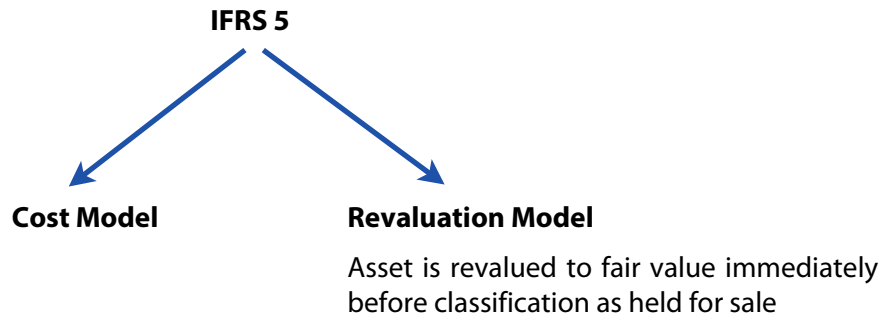 IFRS 5
Cost Model
Revaluation Model
Asset is revalued to fair value immediately
before classification as held for sale